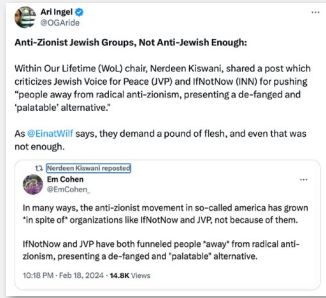 Ari Ingel
@OGAride
Anti-Zionist Jewish Groups, Not Anti-Jewish Enough:
Within Our Lifetime (WoL) chair, Nerdeen Kiswani, shared a post which
criticizes Jewish Voice for Peace (JVP) and IfNotNow (INN) for pushing
"people away from radical anti-zionism, presenting a de-fanged and
'palatable' alternative."
As @EinatWilf says, they demand a pound of flesh, and even that was
not enough.
Nerdeen Kiswani reposted
Em Cohen
@EmCohen_
In many ways, the anti-zionist movement in so-called america has grown
*in spite of* organizations like IfNotNow and JVP, not because of them.
IfNotNow and JVP have both funneled people *away* from radical anti-
zionism, presenting a de-fanged and "palatable" alternative.
10:18 PM · Feb 18, 2024 · 14.8K Views